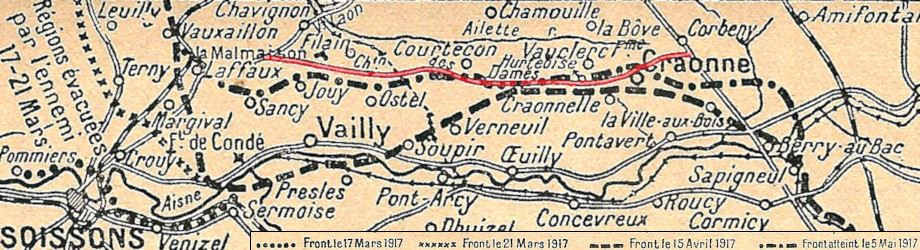 Leuilly
Chavignon
Laon
Chamouille
Amifonta
Vauxaillon
Ailette r.
la Bôve
Corbeny
Filain
la Malmaison
Courtecon
Vauclerc
Fme
Hurtebise
Régions évacuées
par l'ennemi
17-21 Mars
Terny
Laffaux
Chin
des
Dames
Craonne
Jouy
Sancy
Ostel
Craonnelle
Margival
la Ville-aux-Bois
Ft. de Condé
Vailly
Verneuil
Pontavert
Pommiers
Crouy
Soupir
Œuilly
Berry-au-Bac
Aisne
Presles
Pont-Arcy
Sapigneul
Sermoise
Concevreux
Roucy
Cormicy
SOISSONS
Venizel
Dhuizel
Front le 17 Mars 1917
Front le 21 Mars 1917
Front le 15 Avril 1917
Front atteint le 5 Mai 1917